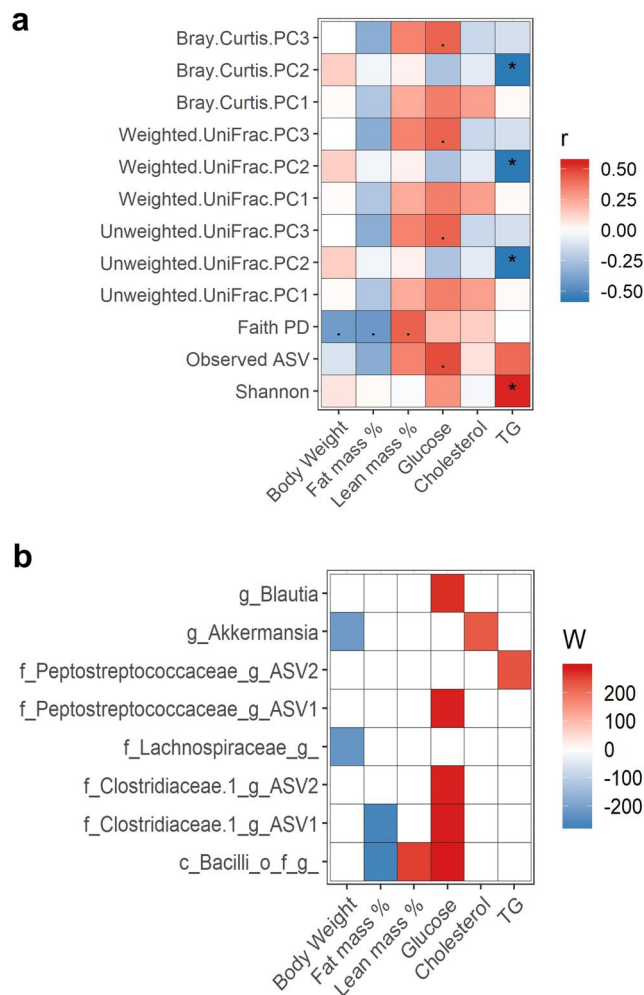 a
Bray.Curtis.PC3
.
Bray.Curtis.PC2
*
Bray.Curtis.PC1
Weighted.UniFrac.PC3
.
Weighted.UniFrac.PC2
*
Weighted.UniFrac.PC1
Unweighted.UniFrac.PC3
.
Unweighted.UniFrac.PC2
*
Unweighted.UniFrac.PC1
Faith PD
. . .
Observed ASV
.
Shannon
*
Body Weight
Fat mass %
Lean mass %
Glucose
Cholesterol
TG
r
0.50
0.25
0.00
-0.25
-0.50
b
g_Blautia
g_Akkermansia
f_Peptostreptococcaceae_g_ASV2
f_Peptostreptococcaceae_g_ASV1
f_Lachnospiraceae_g_
f_Clostridiaceae.1_g_ASV2
f_Clostridiaceae.1_g_ASV1
c_Bacilli_o_f_g_
Body Weight
Fat mass %
Lean mass %
Glucose
Cholesterol
TG
W
200
100
0
-100
-200